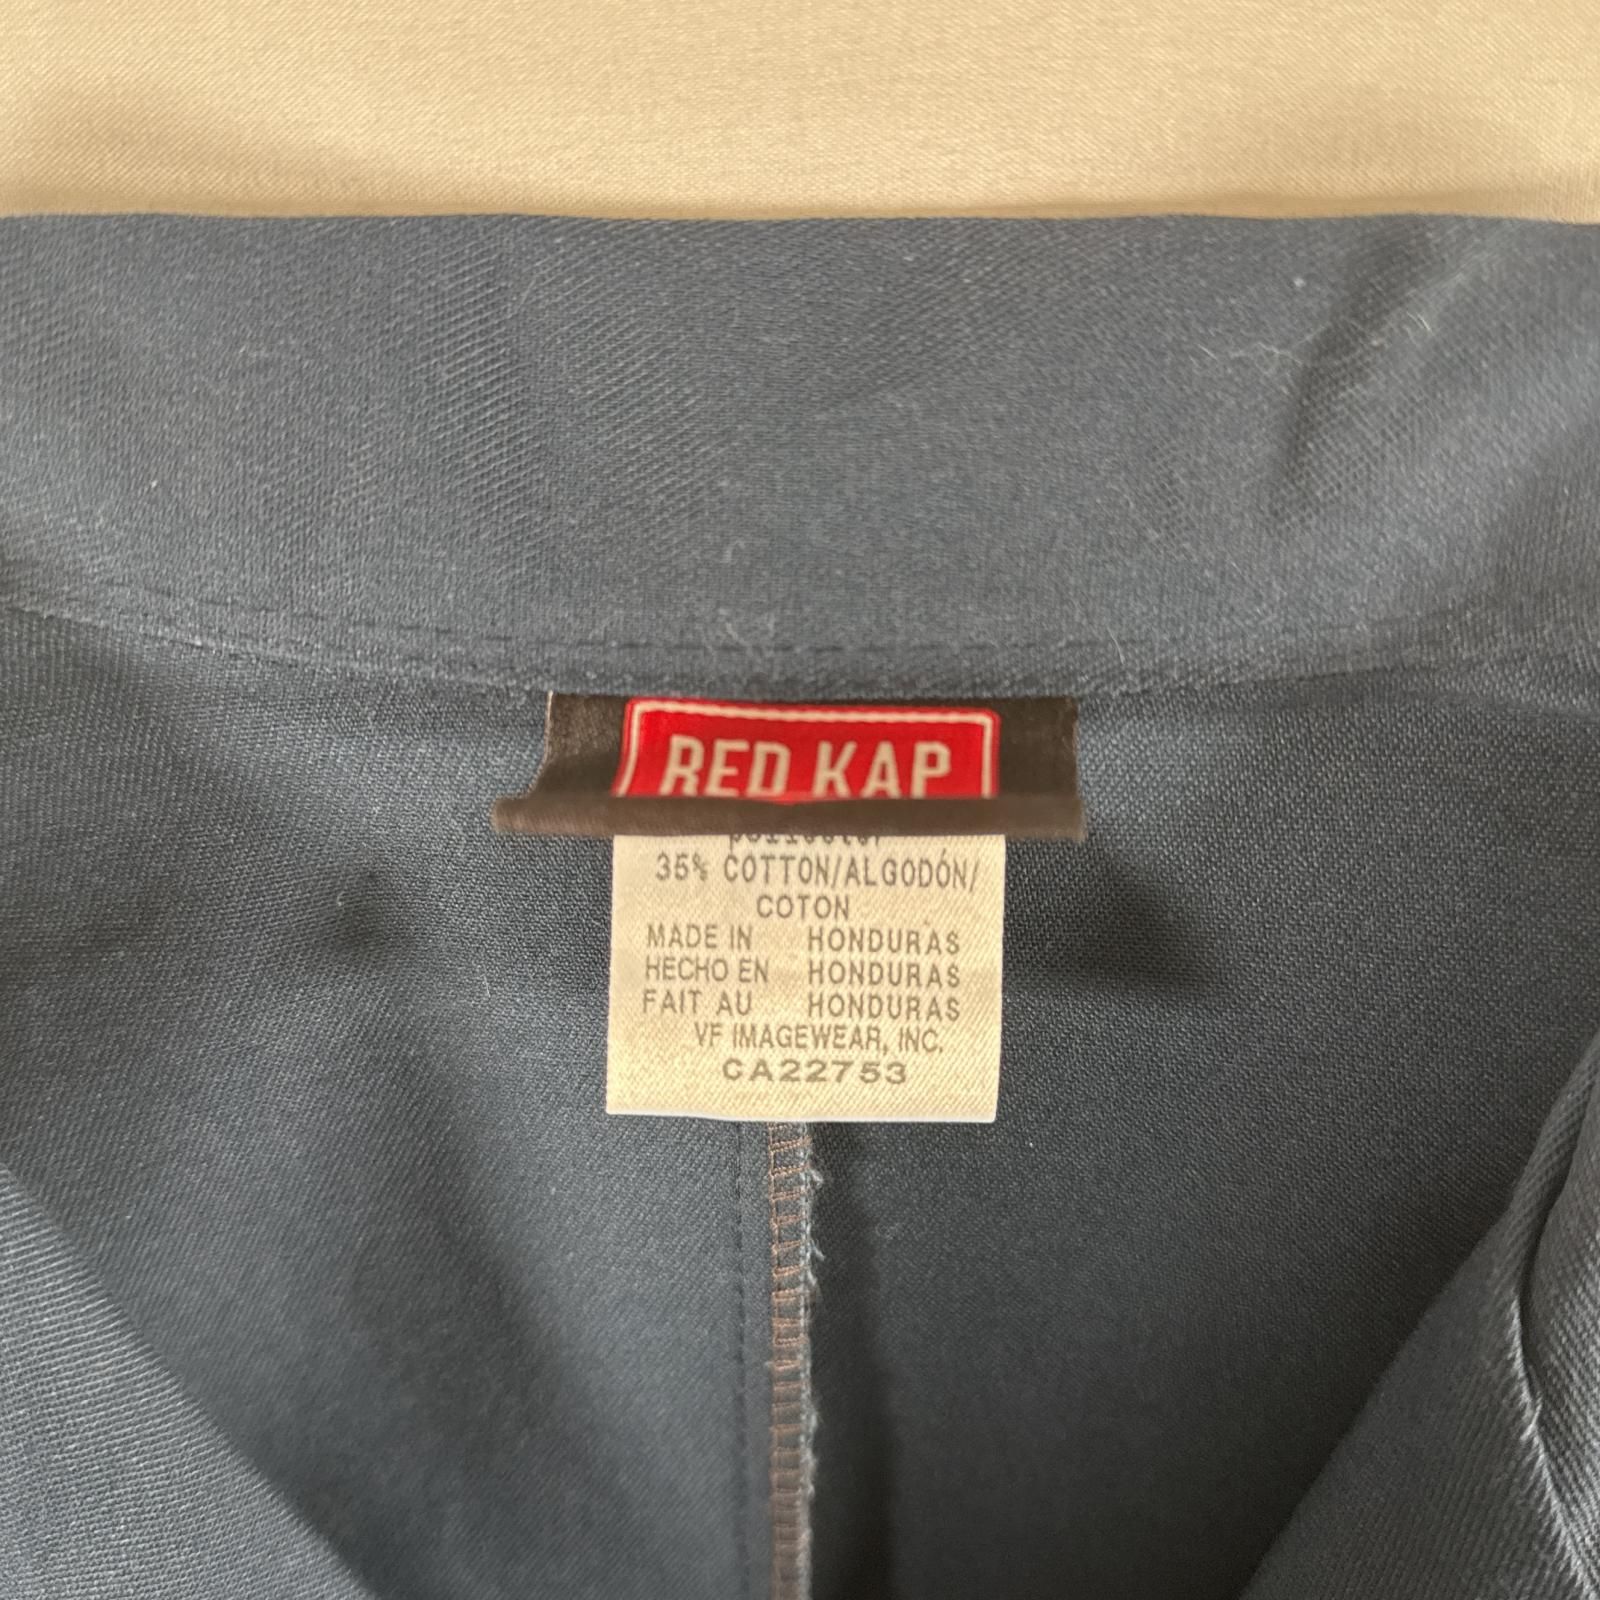 RED KAP
35% COTTON/ALGODÓN/
COTON
MADE IN HONDURAS
HECHO EN HONDURAS
FAIT AU HONDURAS
VF IMAGEWEAR, INC.
CA22753